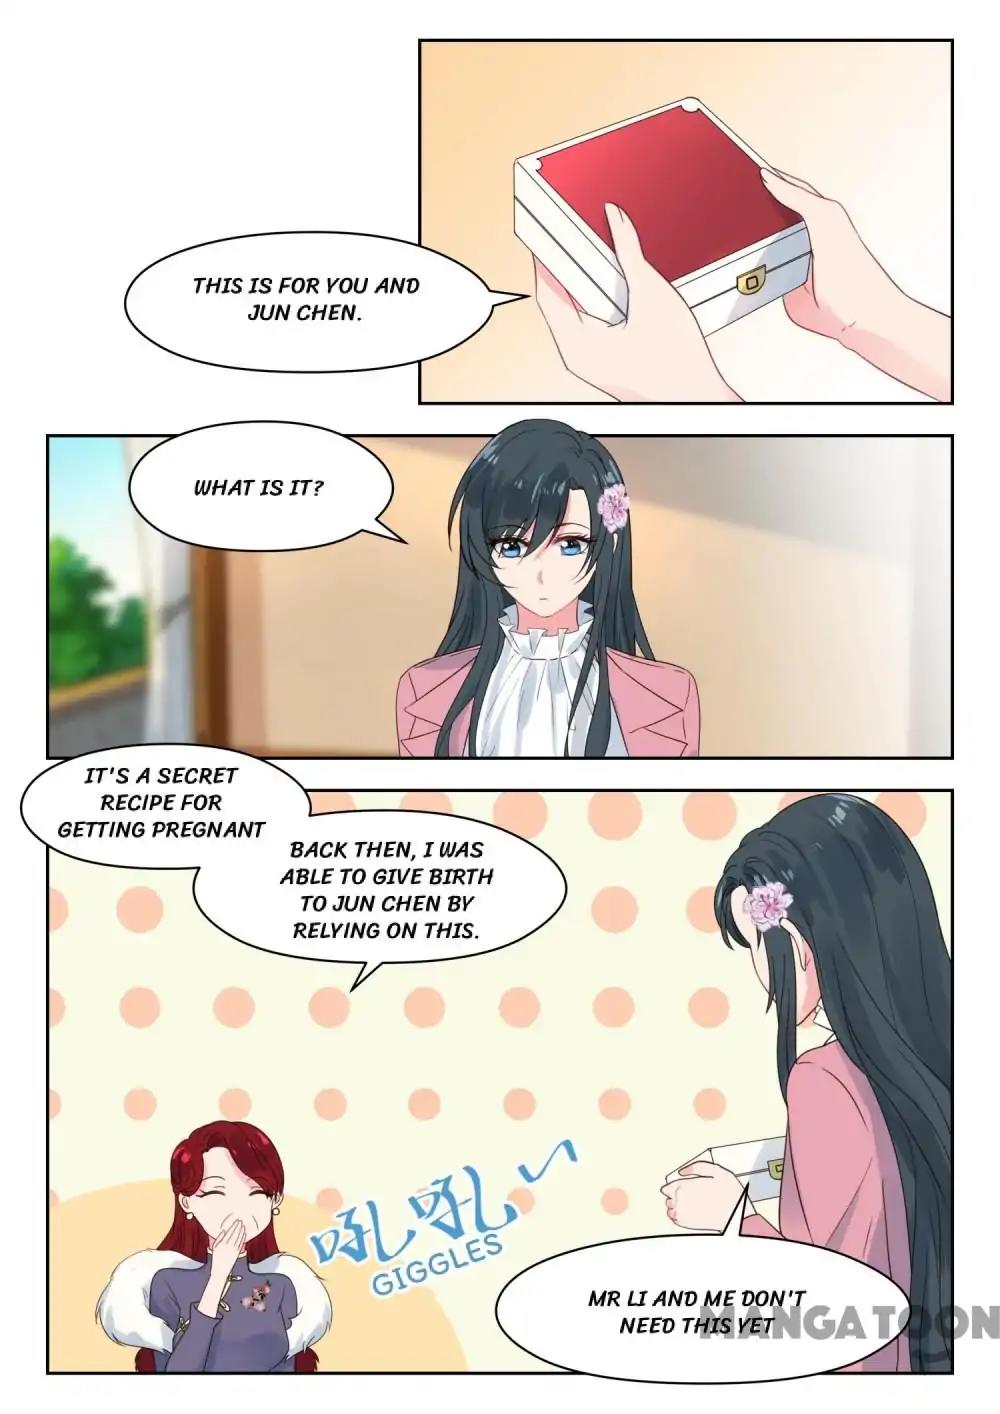 THIS IS FOR YOU AND
JUN CHEN.
WHAT IS IT?
IT'S A SECRET
RECIPE FOR
GETTING PREGNANT
BACK THEN, I WAS
ABLE TO GIVE BIRTH
TO JUN CHEN BY
RELYING ON THIS.
吼吼~
GIGGLES
MR LI AND ME DON'T
NEED THIS YET
MANGATOON